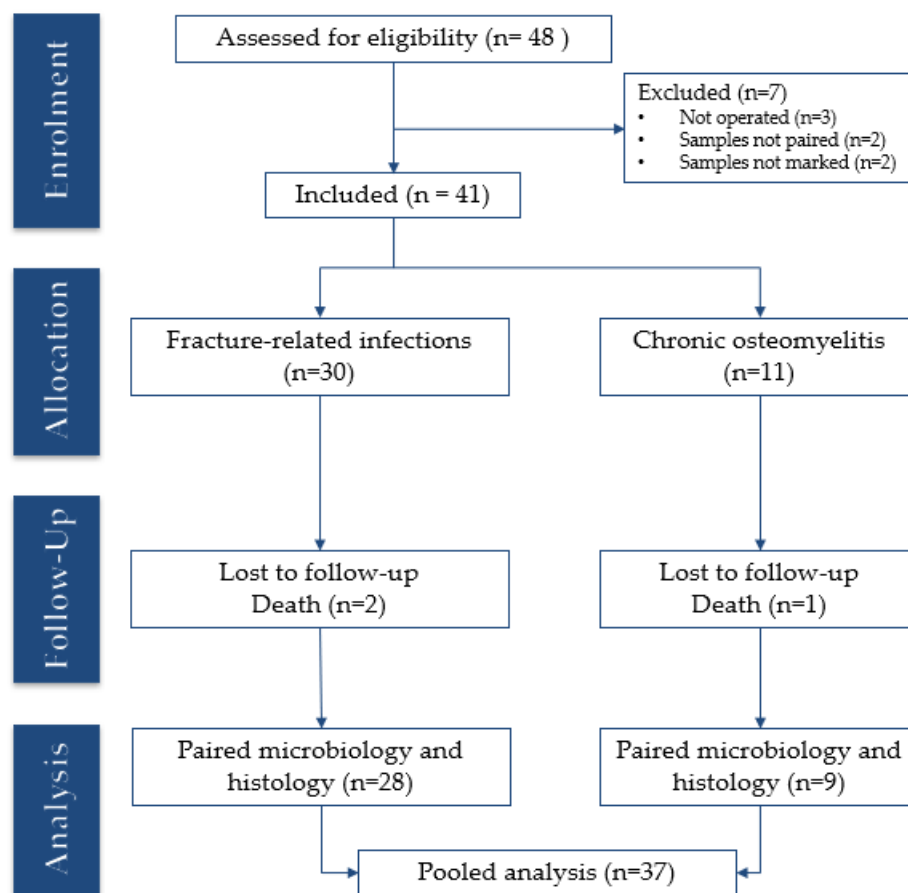 Enrolment
Assessed for eligibility (n= 48 )
Excluded (n=7)
• Not operated (n=3)
• Samples not paired (n=2)
• Samples not marked (n=2)
Included (n = 41)
Allocation
Fracture-related infections
(n=30)
Chronic osteomyelitis
(n=11)
Follow-Up
Lost to follow-up
Death (n=2)
Lost to follow-up
Death (n=1)
Analysis
Paired microbiology and
histology (n=28)
Paired microbiology and
histology (n=9)
Pooled analysis (n=37)